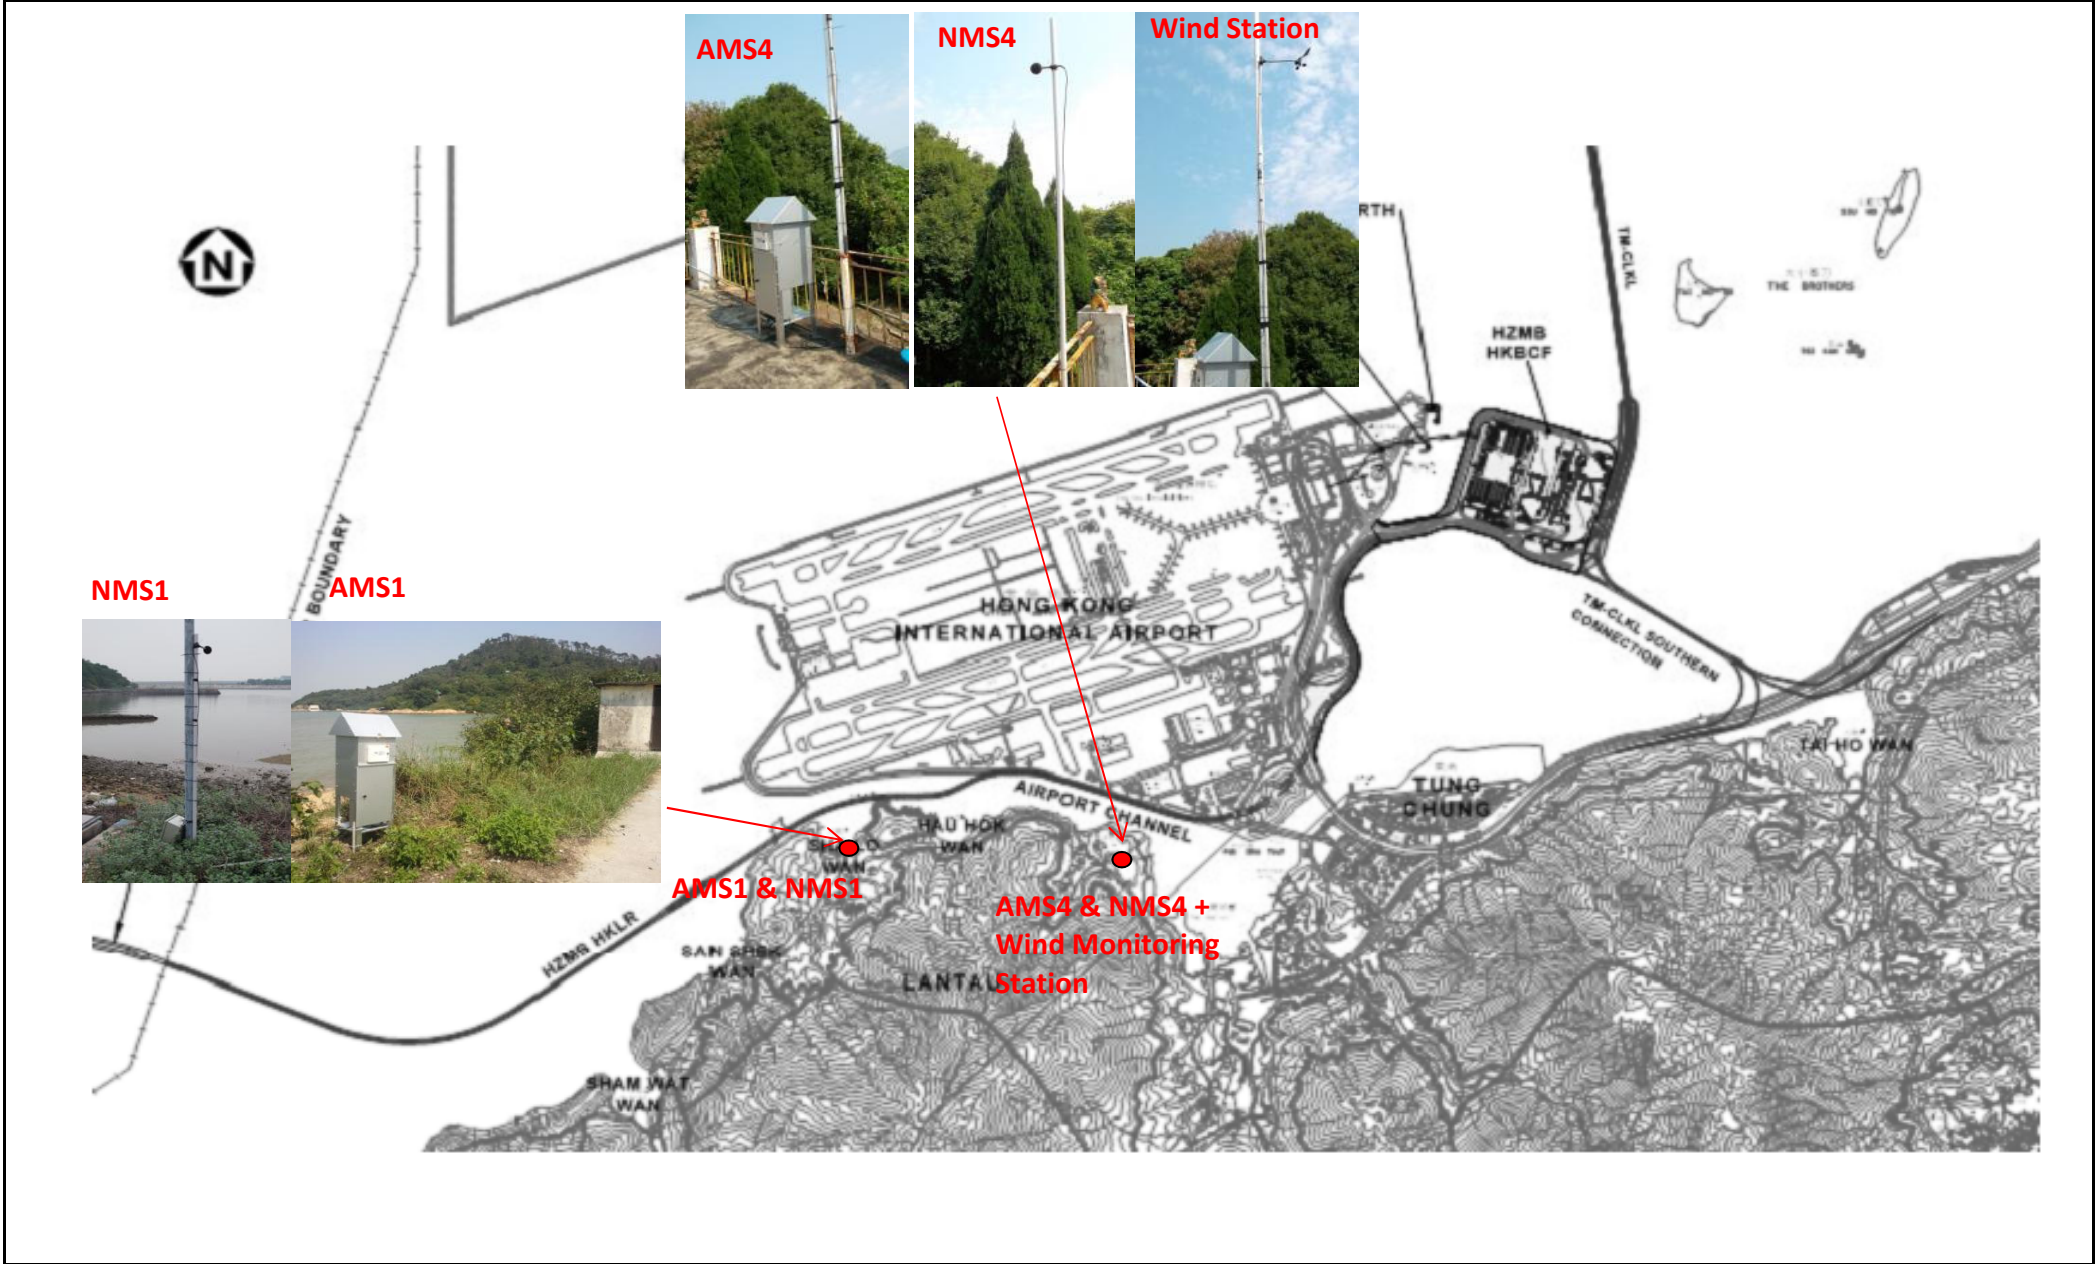 AMS4
NMS4
Wind Station
RTH
TM-CLKL
THE BROTHERS
N
HZMB
HKBCF
BOUNDARY
NMS1
AMS1
HONG KONG
INTERNATIONAL AIRPORT
TM-CLKL SOUTHERN
CONNECTION
TAI HO WAN
TUNG
CHUNG
AIRPORT CHANNEL
HAU HOK
WAN
WAN
AMS1 & NMS1
AMS4 & NMS4 +
Wind Monitoring
Station
HZMB HKLR
SAN SHEK
WAN
LANTAU
SHAM WAT
WAN